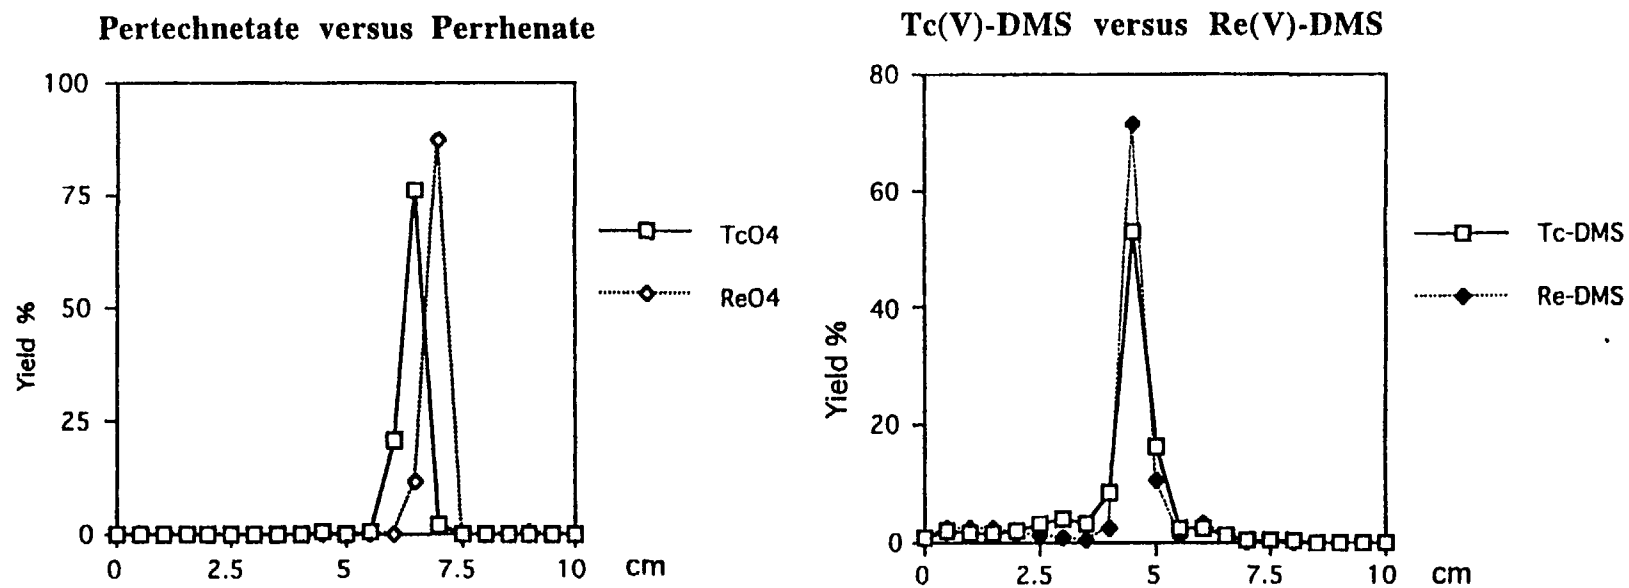 Pertechnetate versus Perrhenate
100
75
50
25
0
Yield %
0 2.5 5 7.5 10 cm
TcO4
ReO4
Tc(V)-DMS versus Re(V)-DMS
80
60
40
20
0
Yield %
0 2.5 5 7.5 10 cm
Tc-DMS
Re-DMS